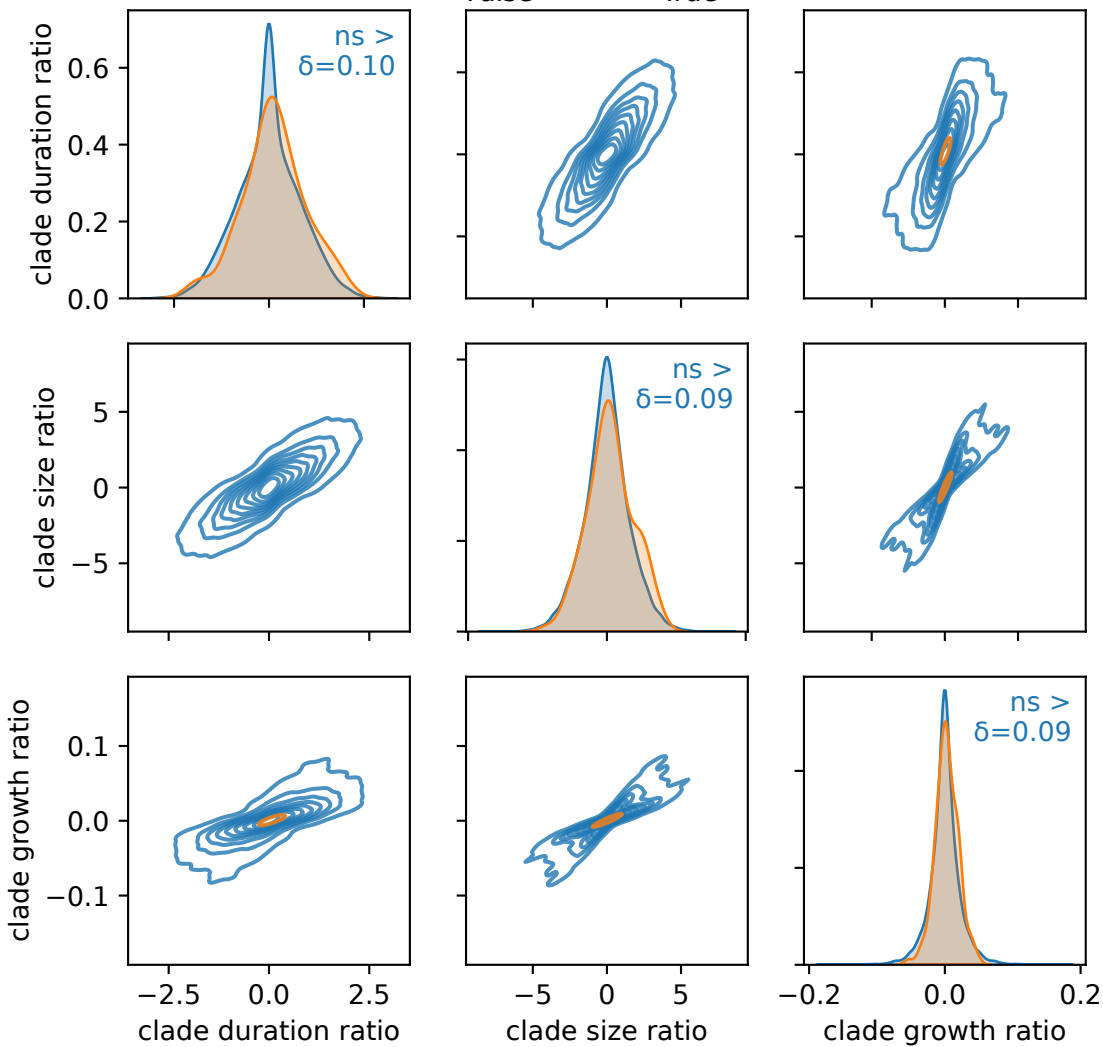 clade duration ratio
0.6
0.4
0.2
0.0
ns >
δ=0.10
clade size ratio
5
0
−5
ns >
δ=0.09
clade growth ratio
0.1
0.0
−0.1
ns >
δ=0.09
−2.5 0.0 2.5
clade duration ratio
−5 0 5
clade size ratio
−0.2 0.0 0.2
clade growth ratio